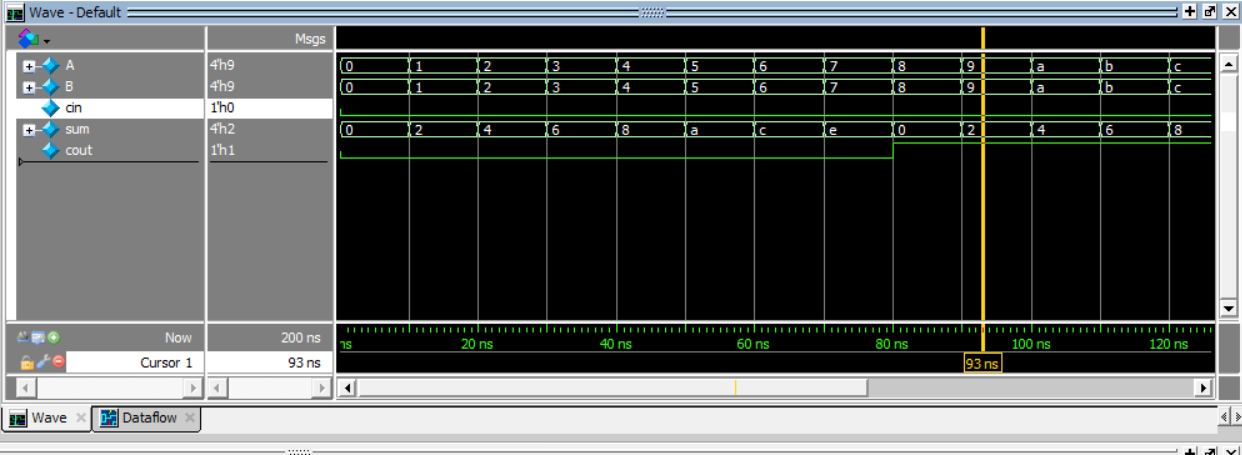 Wave - Default
Msgs
A 4'h9 0 1 2 3 4 5 6 7 8 9 a b c
B 4'h9 0 1 2 3 4 5 6 7 8 9 a b c
cin 1'h0
sum 4'h2 0 2 4 6 8 a c e 0 2 4 6 8
cout 1'h1
Now 200 ns ns 20 ns 40 ns 60 ns 80 ns 100 ns 120 ns
Cursor 1 93 ns 93 ns
Wave Dataflow